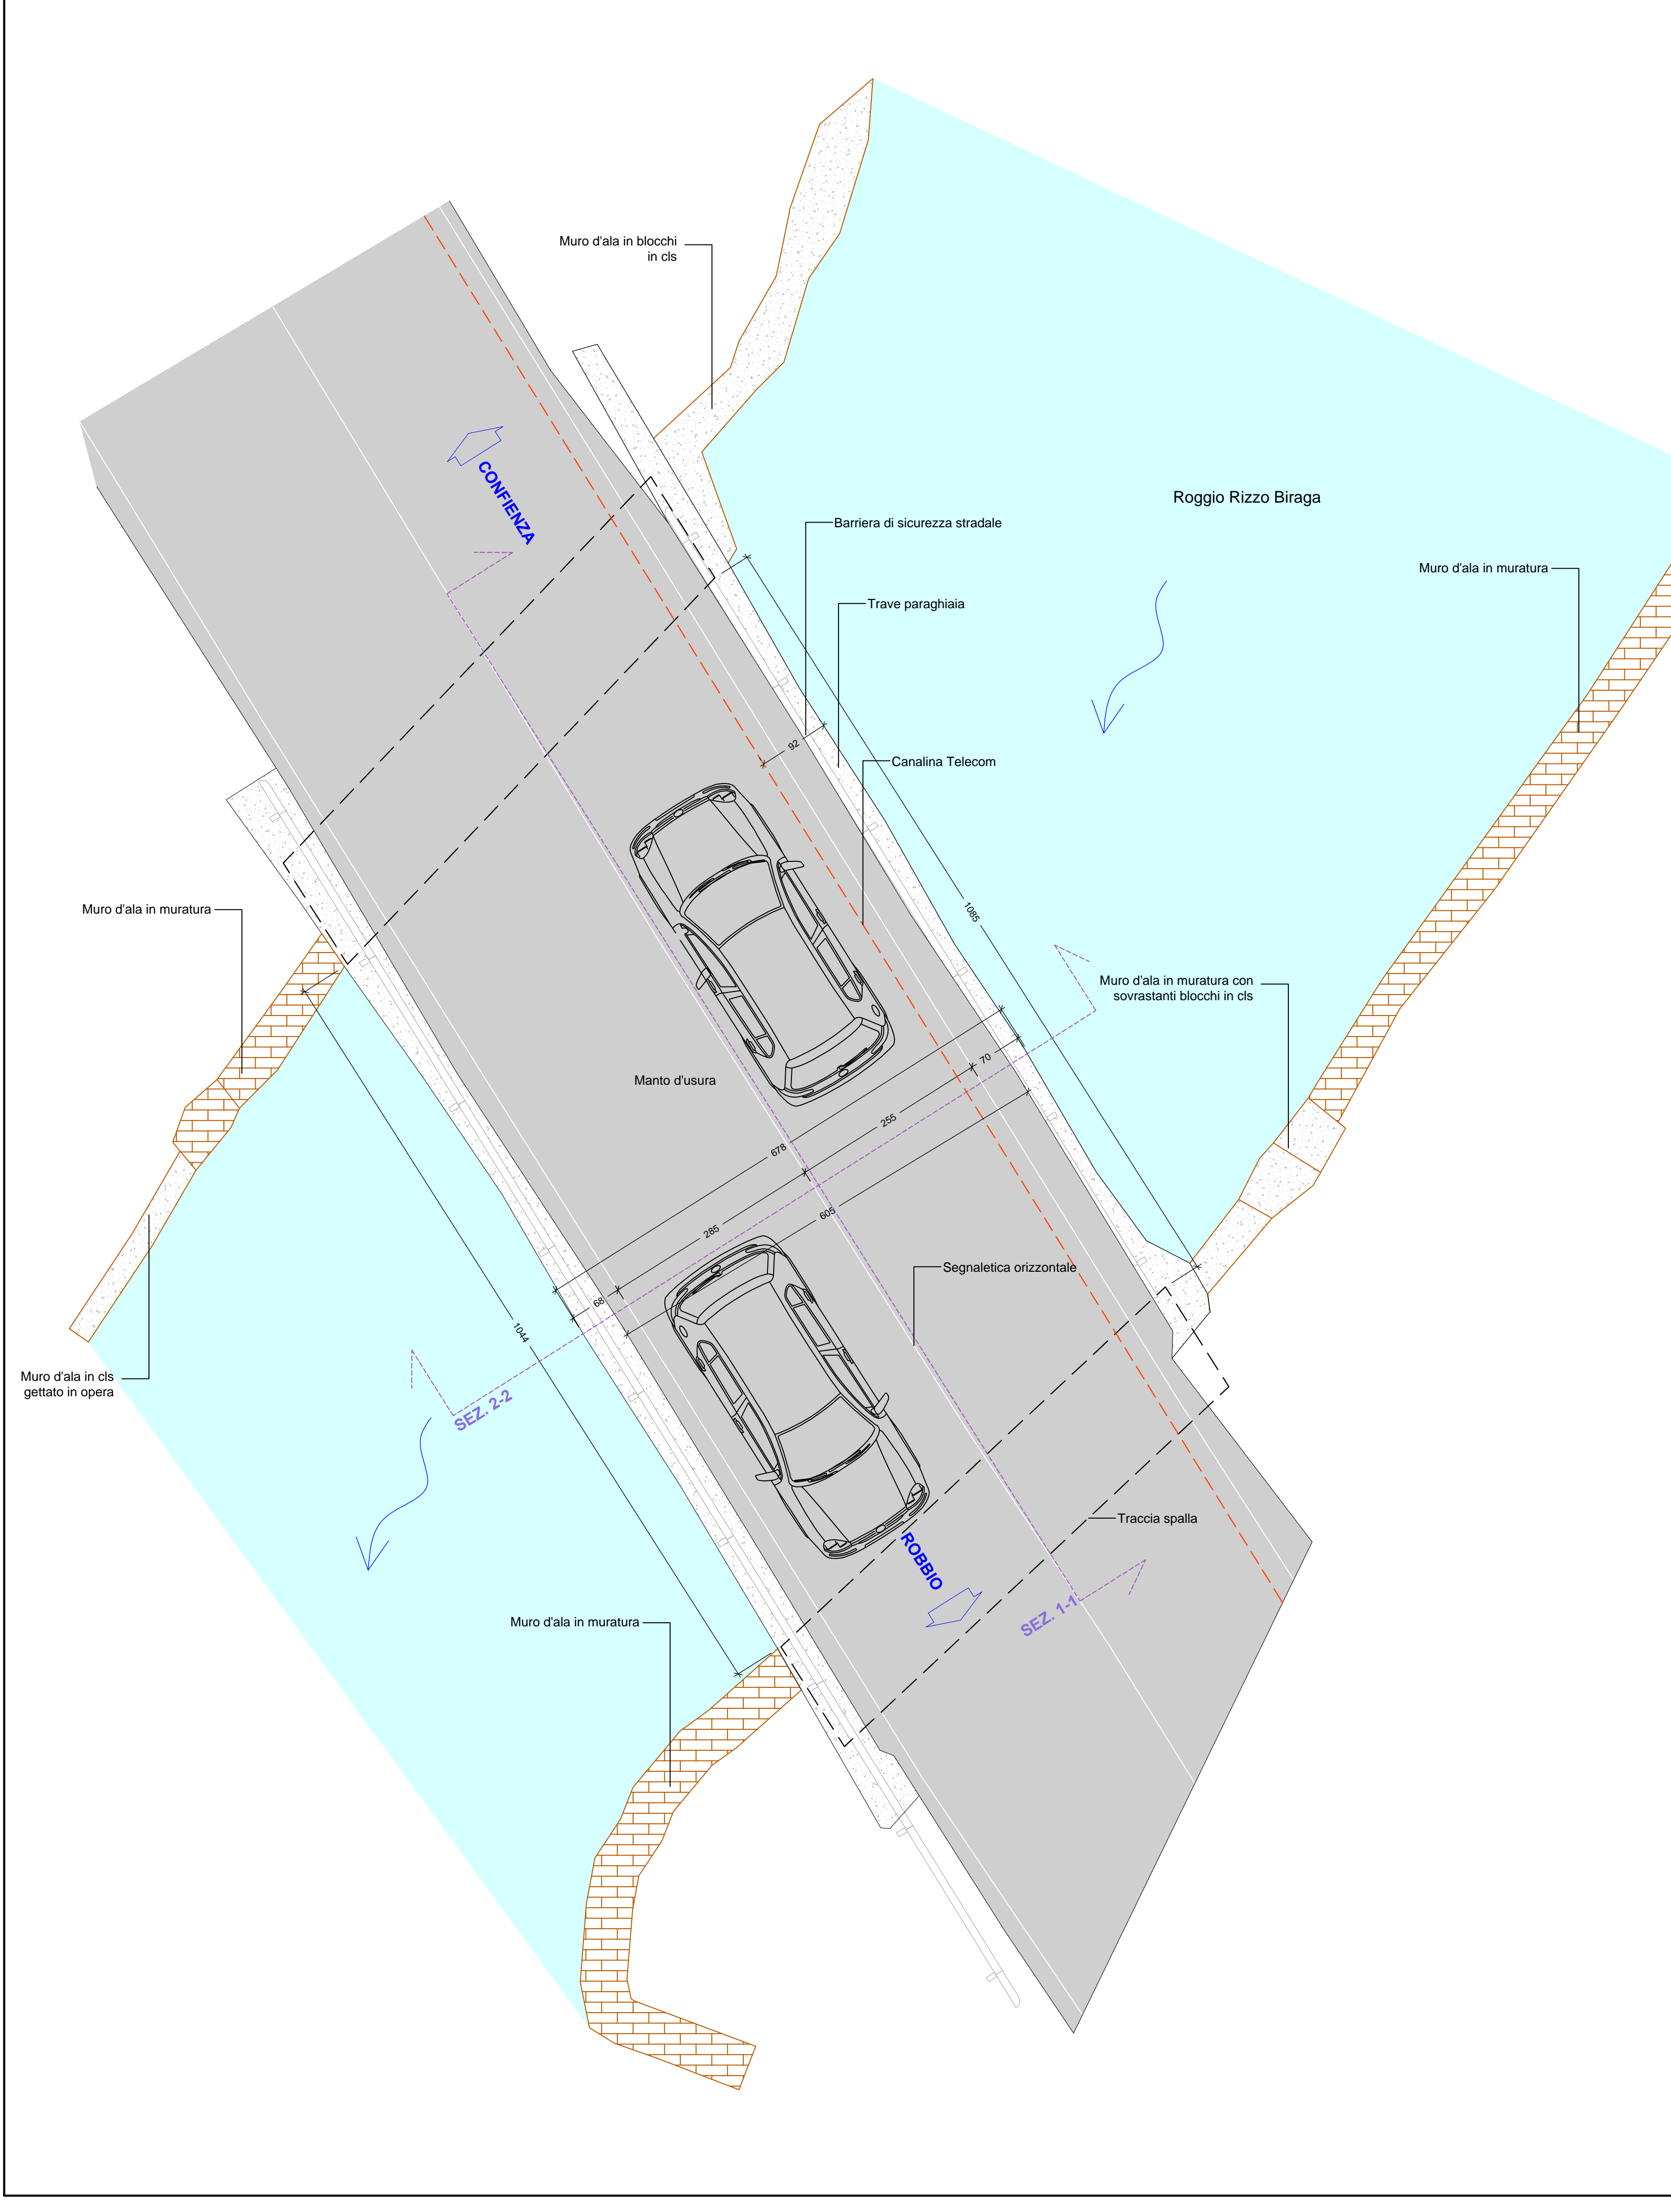 Muro d'ala in blocchi
in cls
CONFIENZA
Roggio Rizzo Biraga
Barriera di sicurezza stradale
Muro d'ala in muratura
Trave paraghiaia
92
Canalina Telecom
Muro d'ala in muratura
1085
Muro d'ala in muratura con
sovrastanti blocchi in cls
70
Manto d'usura
255
678
285
605
Segnaletica orizzontale
68
1044
Muro d'ala in cls
gettato in opera
SEZ. 2-2
Traccia spalla
ROBBIO
SEZ. 1-1
Muro d'ala in muratura